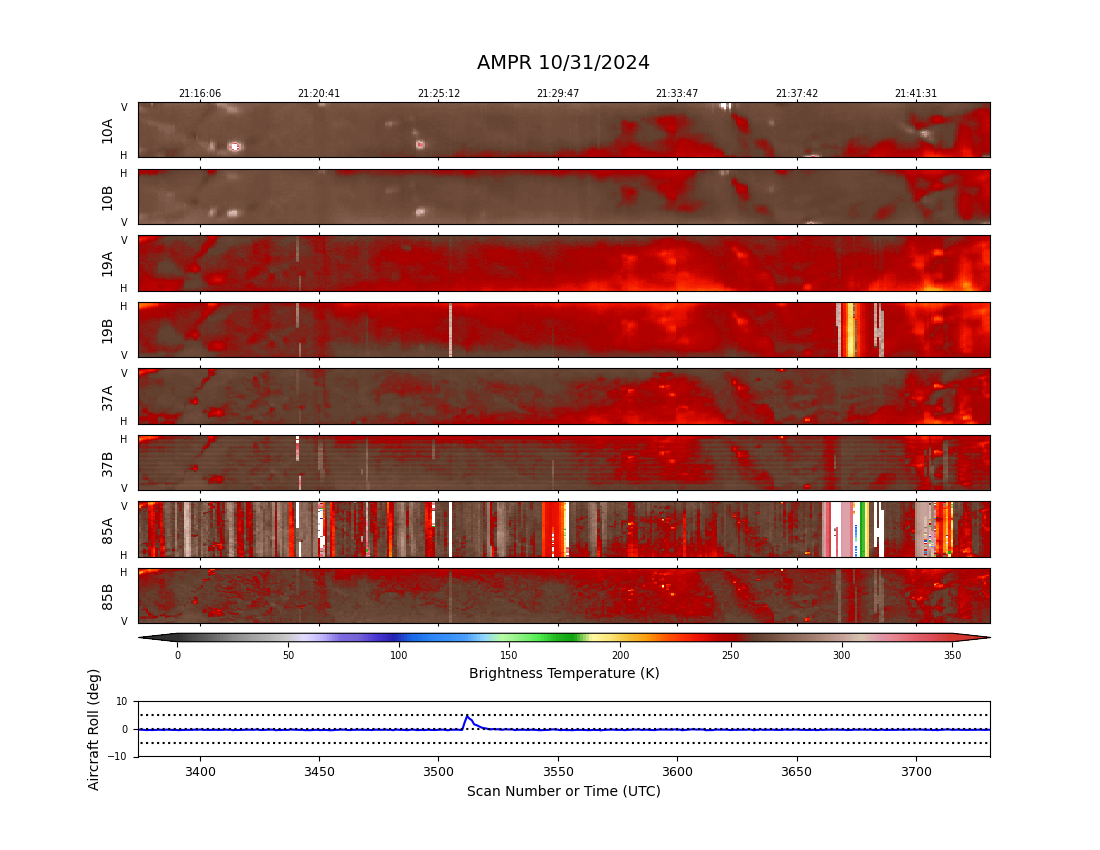 AMPR 10/31/2024
21:16:06 21:20:41 21:25:12 21:29:47 21:33:47 21:37:42 21:41:31
V
10A
H
H
10B
V
V
19A
H
H
19B
V
V
37A
H
H
37B
V
V
85A
H
H
85B
V
0 50 100 150 200 250 300 350
Brightness Temperature (K)
Aircraft Roll (deg)
10
0
−10
3400 3450 3500 3550 3600 3650 3700
Scan Number or Time (UTC)